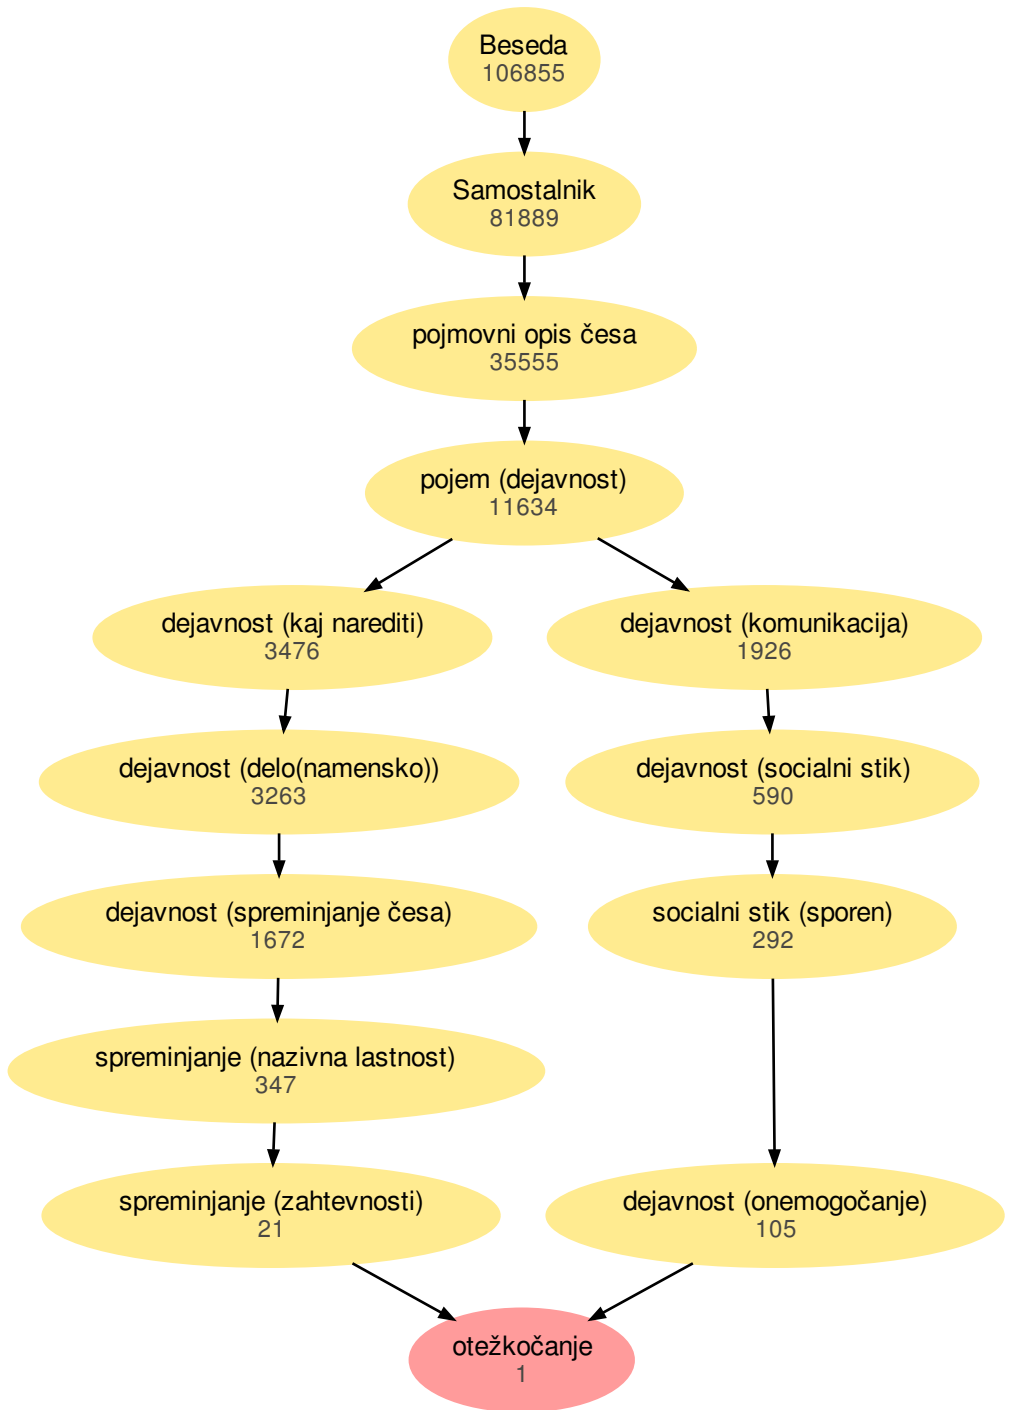 Beseda
106855
Samostalnik
81889
pojmovni opis česa
35555
pojem (dejavnost)
11634
dejavnost (kaj narediti)
3476
dejavnost (komunikacija)
1926
dejavnost (delo(namensko))
3263
dejavnost (socialni stik)
590
dejavnost (spreminjanje česa)
1672
socialni stik (sporen)
292
spreminjanje (nazivna lastnost)
347
spreminjanje (zahtevnosti)
21
dejavnost (onemogočanje)
105
otežkočanje
1